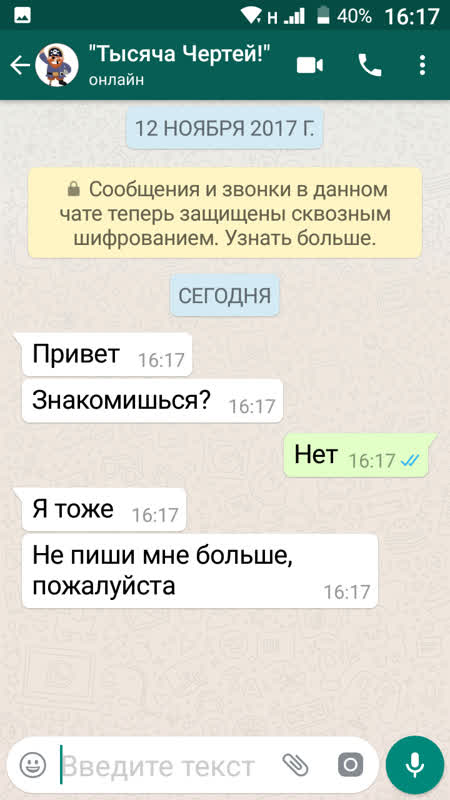 Н 40% 16:17
"Тысяча Чертей!"
онлайн
12 НОЯБРЯ 2017 Г.
Сообщения и звонки в данном
чате теперь защищены сквозным
шифрованием. Узнать больше.
СЕГОДНЯ
Привет 16:17
Знакомишься? 16:17
Нет 16:17
Я тоже 16:17
Не пиши мне больше,
пожалуйста 16:17
Введите текст